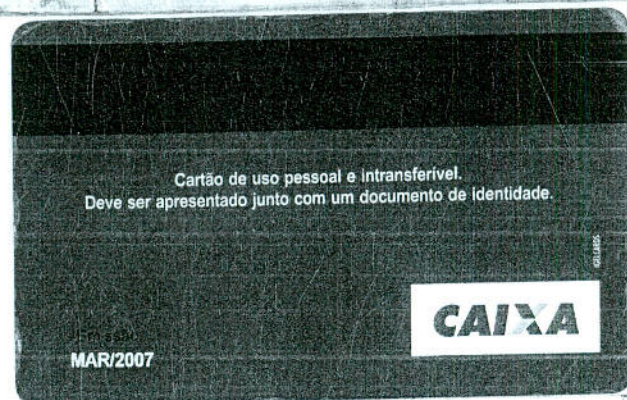 Cartão de uso pessoal e intransferível.
Deve ser apresentado junto com um documento de identidade.
CAIXA
MAR/2007